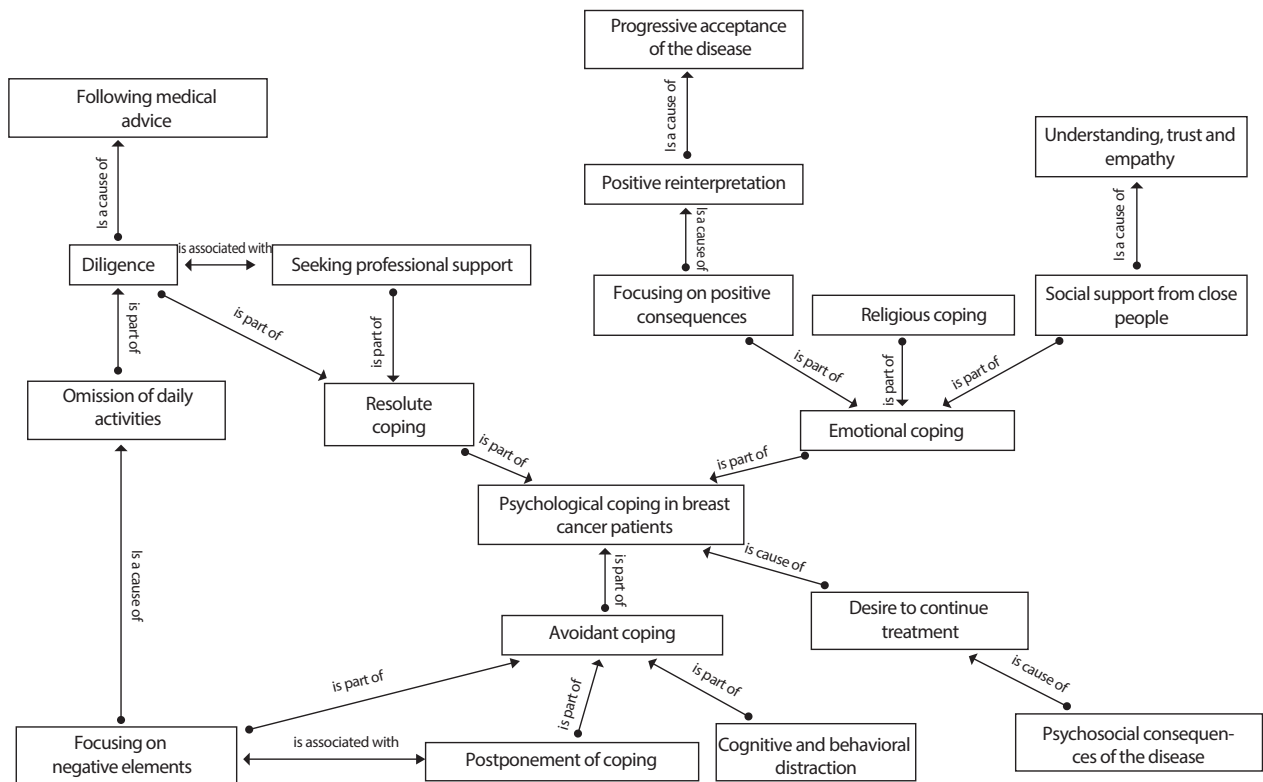 Progressive acceptance
of the disease
Following medical
advice
Is a cause of
Understanding, trust and
empathy
Is a cause of
Positive reinterpretation
Is a cause of
Is a cause of
is associated with
Diligence
Seeking professional support
Focusing on positive
consequences
Religious coping
Social support from close
people
is part of
is part of
is part of
is part of
is part of
is part of
Omission of daily
activities
Resolute
coping
Emotional coping
is part of
is part of
Psychological coping in breast
cancer patients
Is a cause of
is part of
is cause of
Desire to continue
treatment
Avoidant coping
is part of
is part of
is part of
is cause of
Focusing on
negative elements
is associated with
Postponement of coping
Cognitive and behavioral
distraction
Psychosocial consequen-
ces of the disease